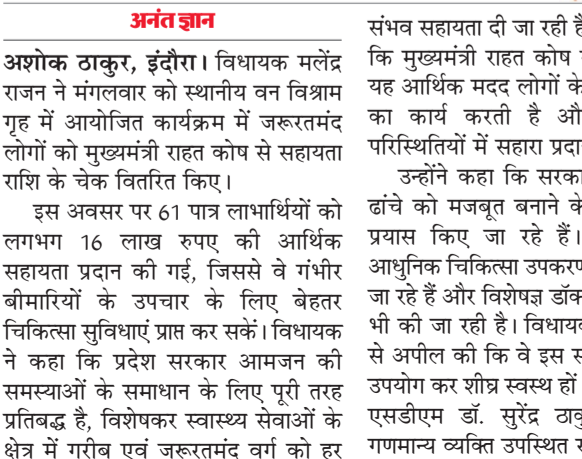 अनंत ज्ञान
अशोक ठाकुर, इंदौरा। विधायक मलेंद्र
राजन ने मंगलवार को स्थानीय वन विश्राम
गृह में आयोजित कार्यक्रम में जरूरतमंद
लोगों को मुख्यमंत्री राहत कोष से सहायता
राशि के चेक वितरित किए।
इस अवसर पर 61 पात्र लाभार्थियों को
लगभग 16 लाख रुपए की आर्थिक
सहायता प्रदान की गई, जिससे वे गंभीर
बीमारियों के उपचार के लिए बेहतर
चिकित्सा सुविधाएं प्राप्त कर सकें। विधायक
ने कहा कि प्रदेश सरकार आमजन की
समस्याओं के समाधान के लिए पूरी तरह
प्रतिबद्ध है, विशेषकर स्वास्थ्य सेवाओं के
क्षेत्र में गरीब एवं जरूरतमंद वर्ग को हर
संभव सहायता दी जा रही है
कि मुख्यमंत्री राहत कोष
यह आर्थिक मदद लोगों के
का कार्य करती है
परिस्थितियों में सहारा
उन्होंने कहा कि
ढांचे को मजबूत बनाने के
प्रयास किए जा रहे हैं।
आधुनिक चिकित्सा
जा रहे हैं और विशेषज्ञ
भी की जा रही है।
से अपील की कि वे इस
उपयोग कर शीघ्र स्वस्थ हों
एसडीएम डॉ. सुरेंद्र
गणमान्य व्यक्ति उपस्थित